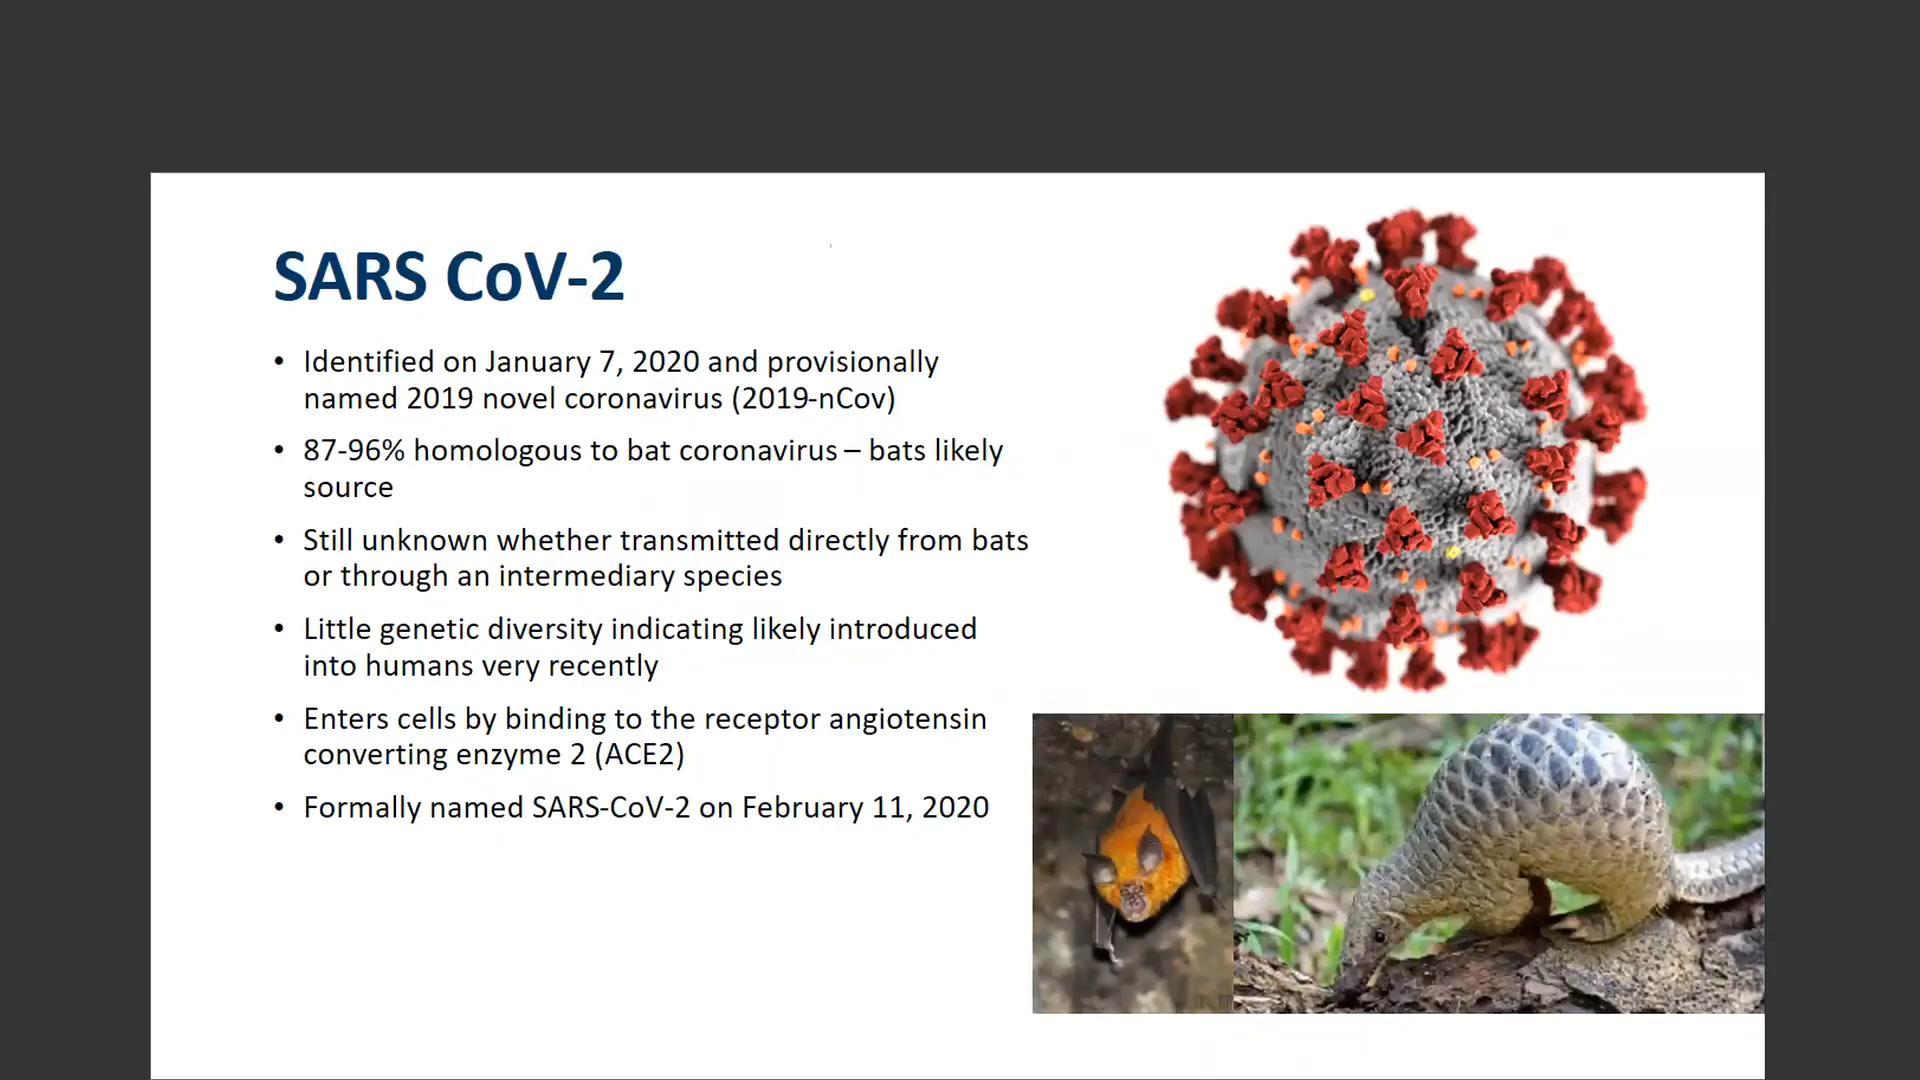 SARS CoV-2
• Identified on January 7, 2020 and provisionally
named 2019 novel coronavirus (2019-nCov)
• 87-96% homologous to bat coronavirus – bats likely
source
• Still unknown whether transmitted directly from bats
or through an intermediary species
• Little genetic diversity indicating likely introduced
into humans very recently
• Enters cells by binding to the receptor angiotensin
converting enzyme 2 (ACE2)
• Formally named SARS-CoV-2 on February 11, 2020